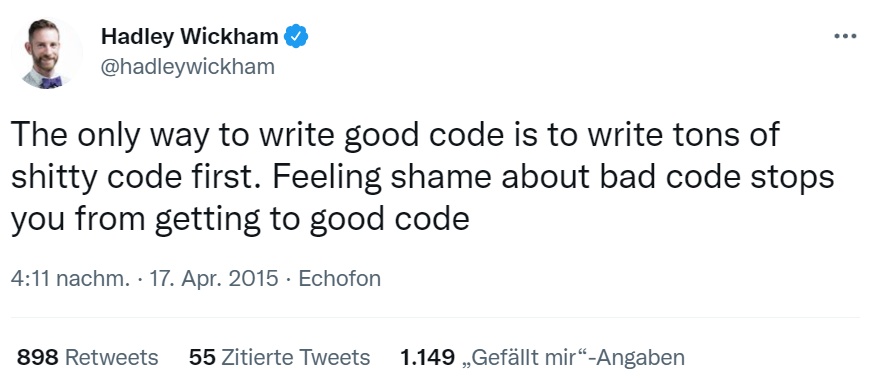 Hadley Wickham
@hadleywickham
The only way to write good code is to write tons of
shitty code first. Feeling shame about bad code stops
you from getting to good code
4:11 nachm. · 17. Apr. 2015 · Echofon
898 Retweets 55 Zitierte Tweets 1.149 „Gefällt mir“-Angaben